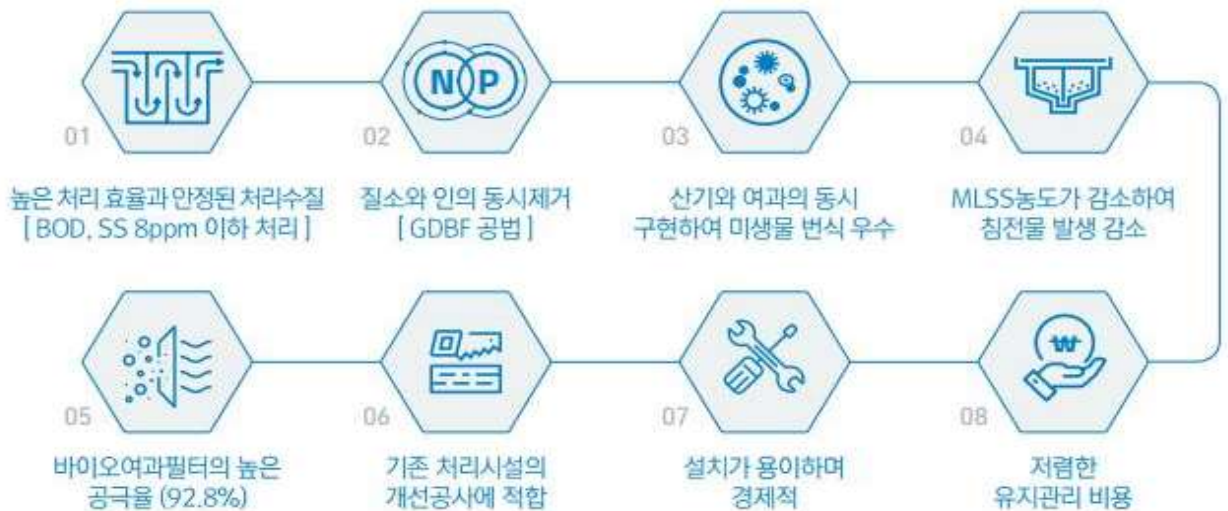 N P
01
높은 처리 효율과 안정된 처리수질
[ BOD, SS 8ppm 이하 처리 ]
02
질소와 인의 동시제거
[ GDBF 공법 ]
03
산기와 여과의 동시
구현하여 미생물 번식 우수
04
MLSS농도가 감소하여
침전물 발생 감소
05
바이오여과필터의 높은
공극율 (92.8%)
06
기존 처리시설의
개선공사에 적합
07
설치가 용이하며
경제적
₩
08
저렴한
유지관리 비용